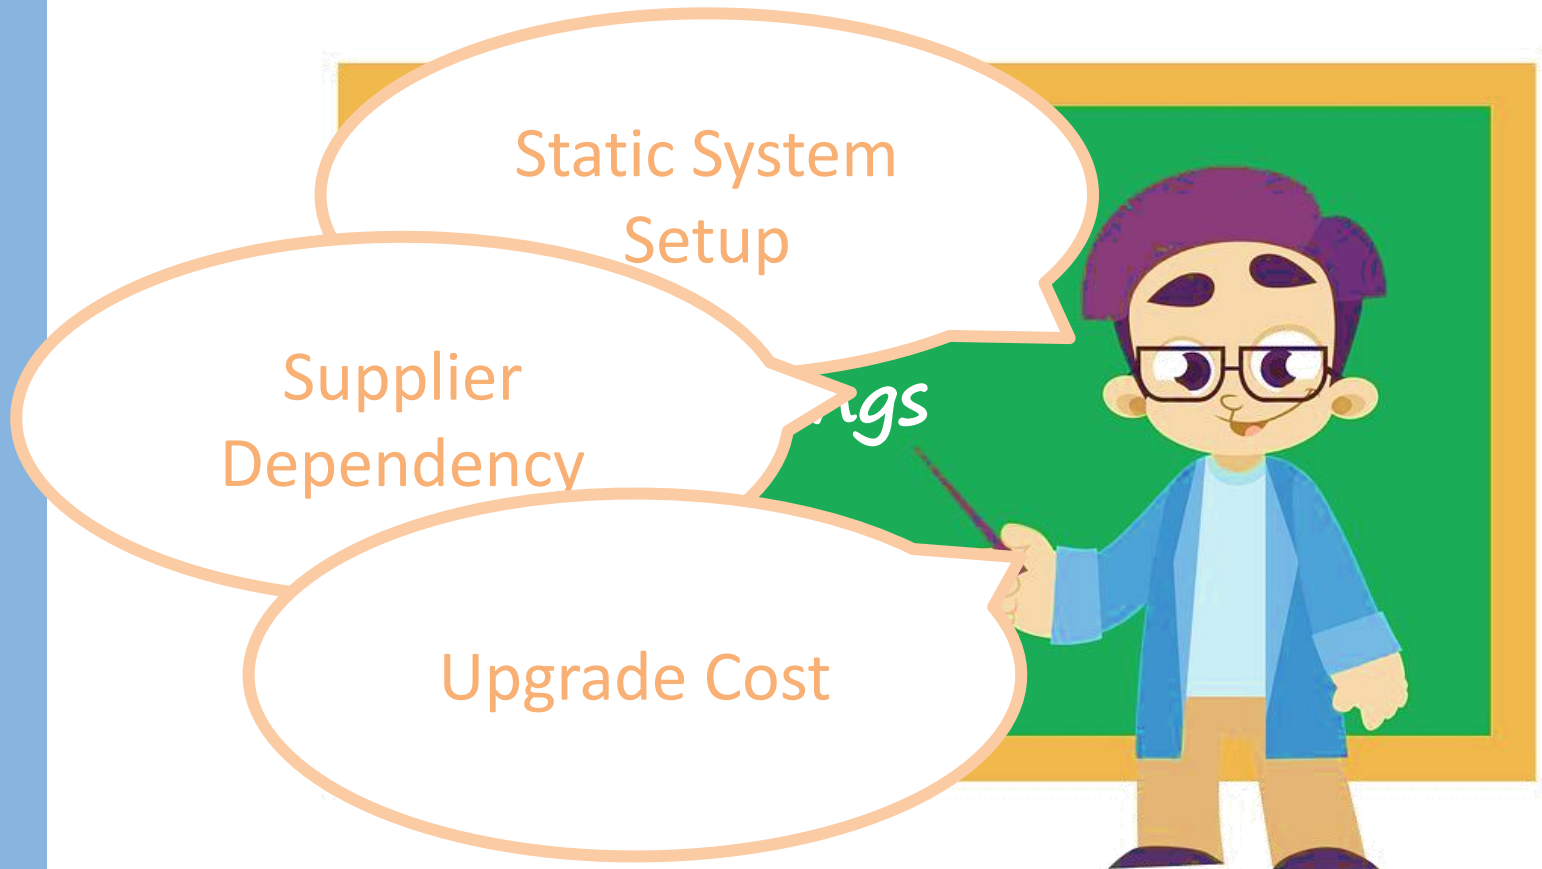 Static System
Setup
Supplier
Dependency
Upgrade Cost